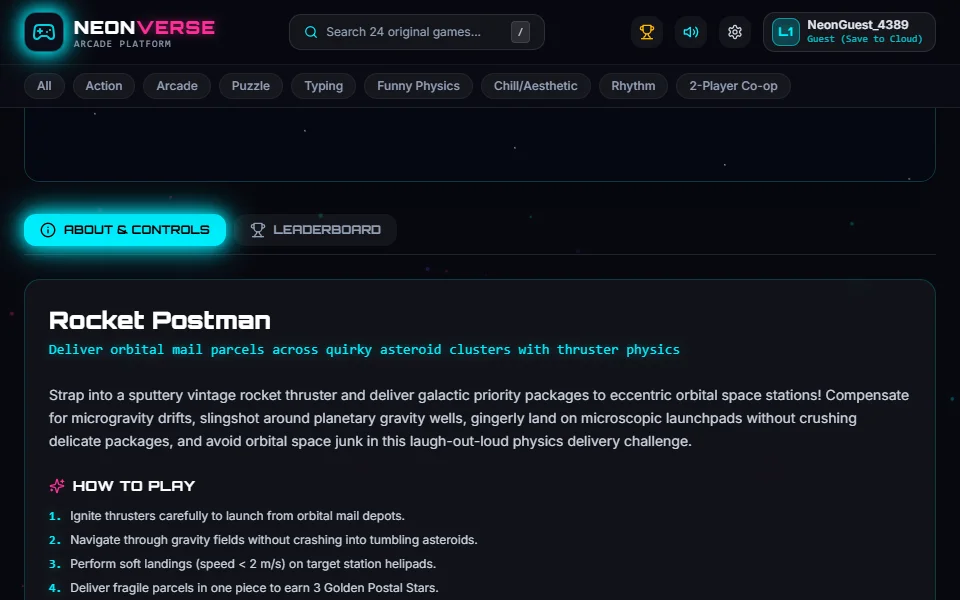 NEONVERSE
ARCADE PLATFORM
Search 24 original games...
/
L1
NeonGuest_4389
Guest (Save to Cloud)
All
Action
Arcade
Puzzle
Typing
Funny Physics
Chill/Aesthetic
Rhythm
2-Player Co-op
ABOUT & CONTROLS
LEADERBOARD
Rocket Postman
Deliver orbital mail parcels across quirky asteroid clusters with thruster physics
Strap into a sputtery vintage rocket thruster and deliver galactic priority packages to eccentric orbital space stations! Compensate
for microgravity drifts, slingshot around planetary gravity wells, gingerly land on microscopic launchpads without crushing
delicate packages, and avoid orbital space junk in this laugh-out-loud physics delivery challenge.
HOW TO PLAY
1. Ignite thrusters carefully to launch from orbital mail depots.
2. Navigate through gravity fields without crashing into tumbling asteroids.
3. Perform soft landings (speed < 2 m/s) on target station helipads.
4. Deliver fragile parcels in one piece to earn 3 Golden Postal Stars.